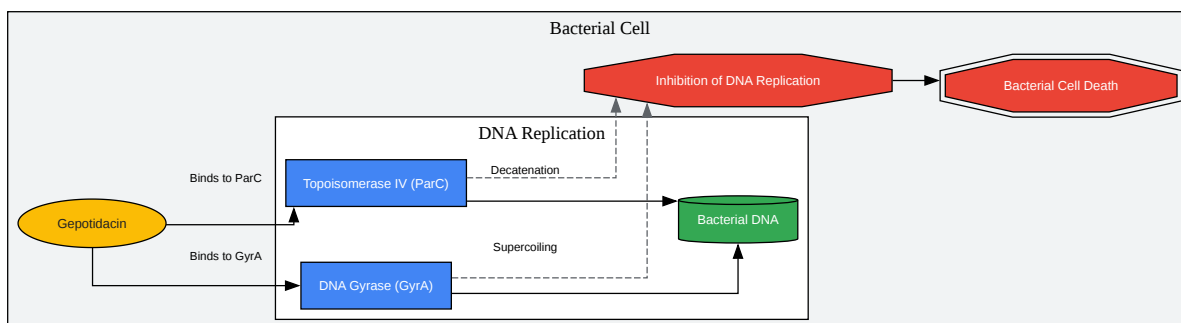 Bacterial Cell
Inhibition of DNA Replication
Bacterial Cell Death
DNA Replication
Binds to ParC
Topoisomerase IV (ParC)
Decatenation
Gepotidacin
Bacterial DNA
Binds to GyrA
Supercoiling
DNA Gyrase (GyrA)